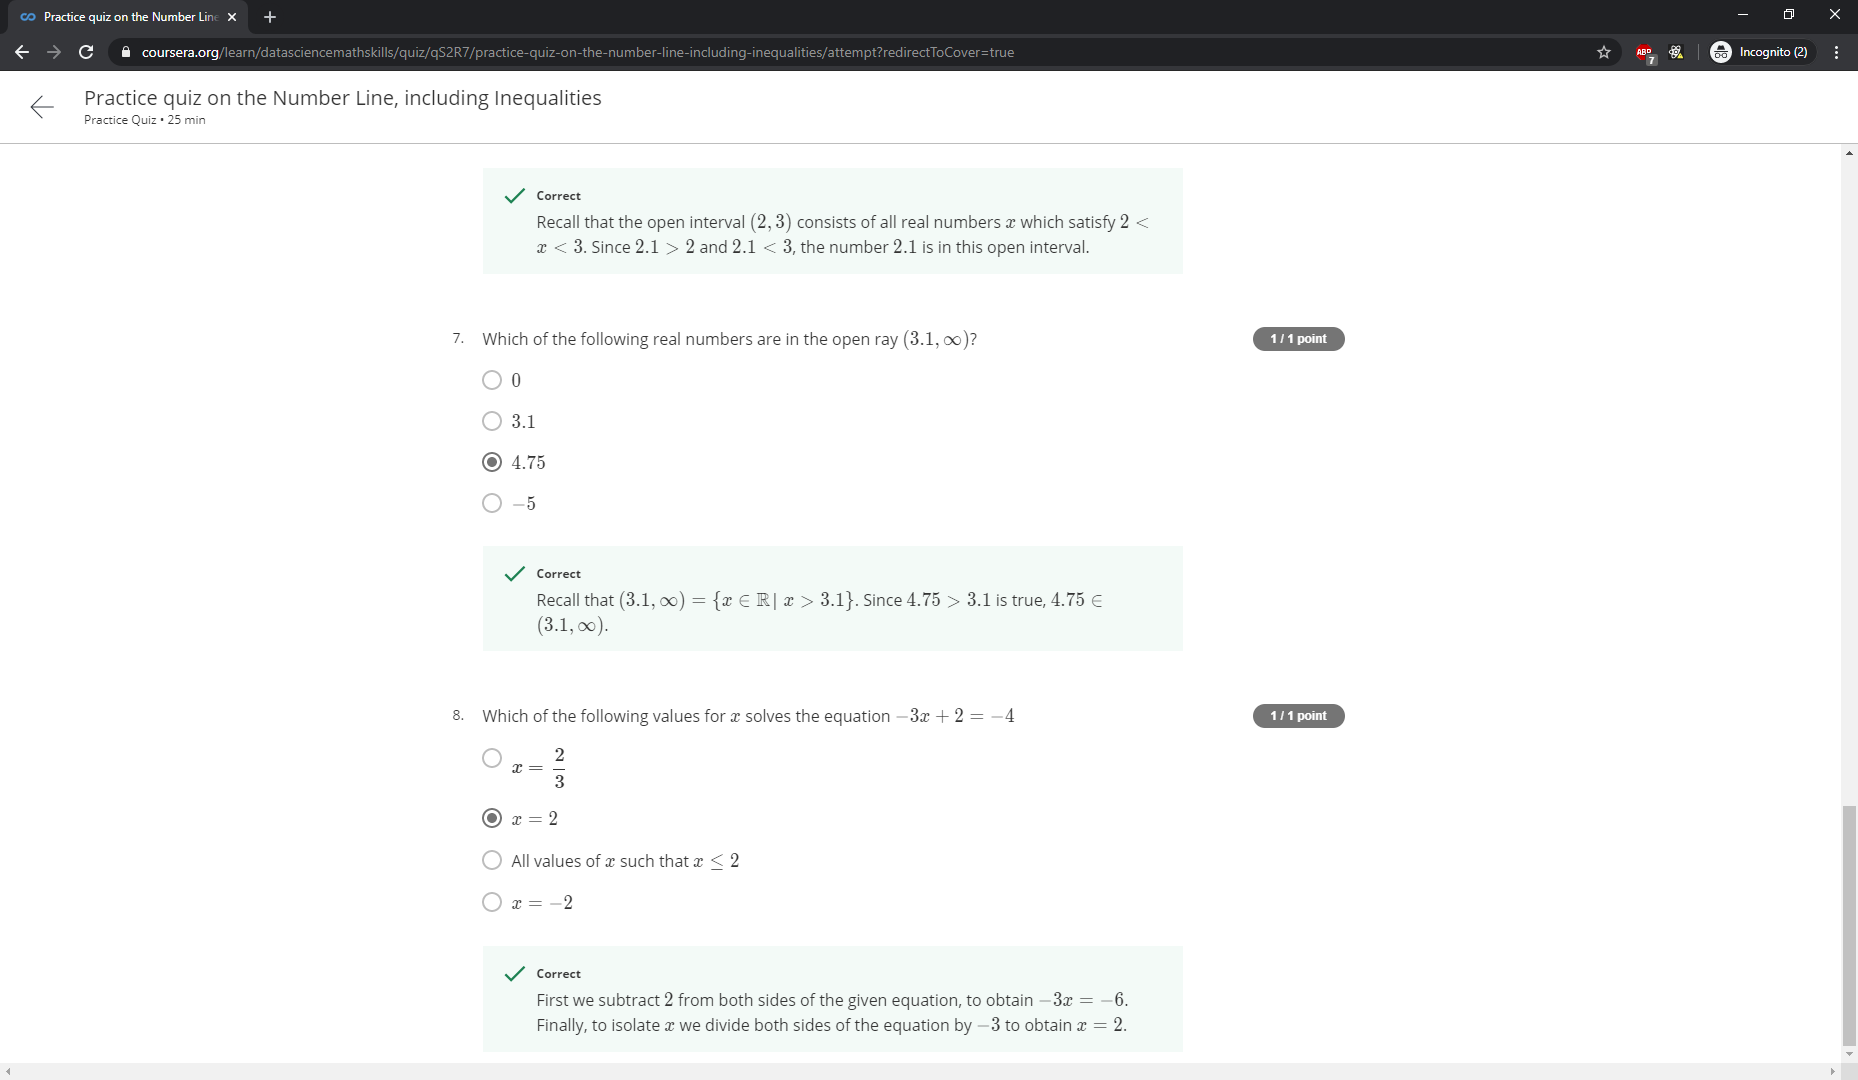 Practice quiz on the Number Line
coursera.org/learn/datasciencemathskills/quiz/qS2R7/practice-quiz-on-the-number-line-including-inequalities/attempt?redirectToCover=true
ABP
7
Incognito (2)
Practice quiz on the Number Line, including Inequalities
Practice Quiz • 25 min
Correct
Recall that the open interval (2, 3) consists of all real numbers x which satisfy 2 <
x < 3. Since 2.1 > 2 and 2.1 < 3, the number 2.1 is in this open interval.
7. Which of the following real numbers are in the open ray (3.1, ∞)?
1 / 1 point
0
3.1
4.75
−5
Correct
Recall that (3.1, ∞) = {x ∈ ℝ| x > 3.1}. Since 4.75 > 3.1 is true, 4.75 ∈
(3.1, ∞).
8. Which of the following values for x solves the equation −3x + 2 = −4
1 / 1 point
x = 2/3
x = 2
All values of x such that x ≤ 2
x = −2
Correct
First we subtract 2 from both sides of the given equation, to obtain −3x = −6.
Finally, to isolate x we divide both sides of the equation by −3 to obtain x = 2.